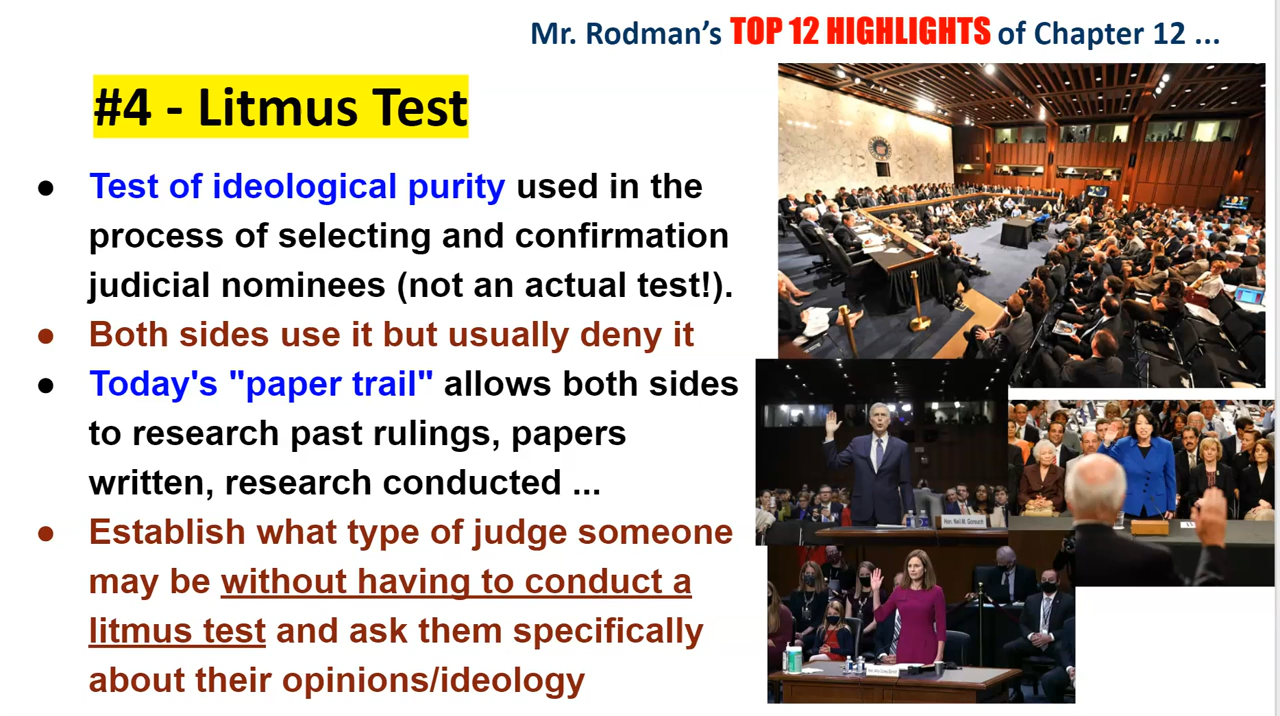 Mr. Rodman's TOP 12 HIGHLIGHTS of Chapter 12 ...
#4 - Litmus Test
● Test of ideological purity used in the
process of selecting and confirmation
judicial nominees (not an actual test!).
● Both sides use it but usually deny it
● Today's "paper trail" allows both sides
to research past rulings, papers
written, research conducted ...
● Establish what type of judge someone
may be without having to conduct a
litmus test and ask them specifically
about their opinions/ideology
Hon. Neil M. Gorsuch